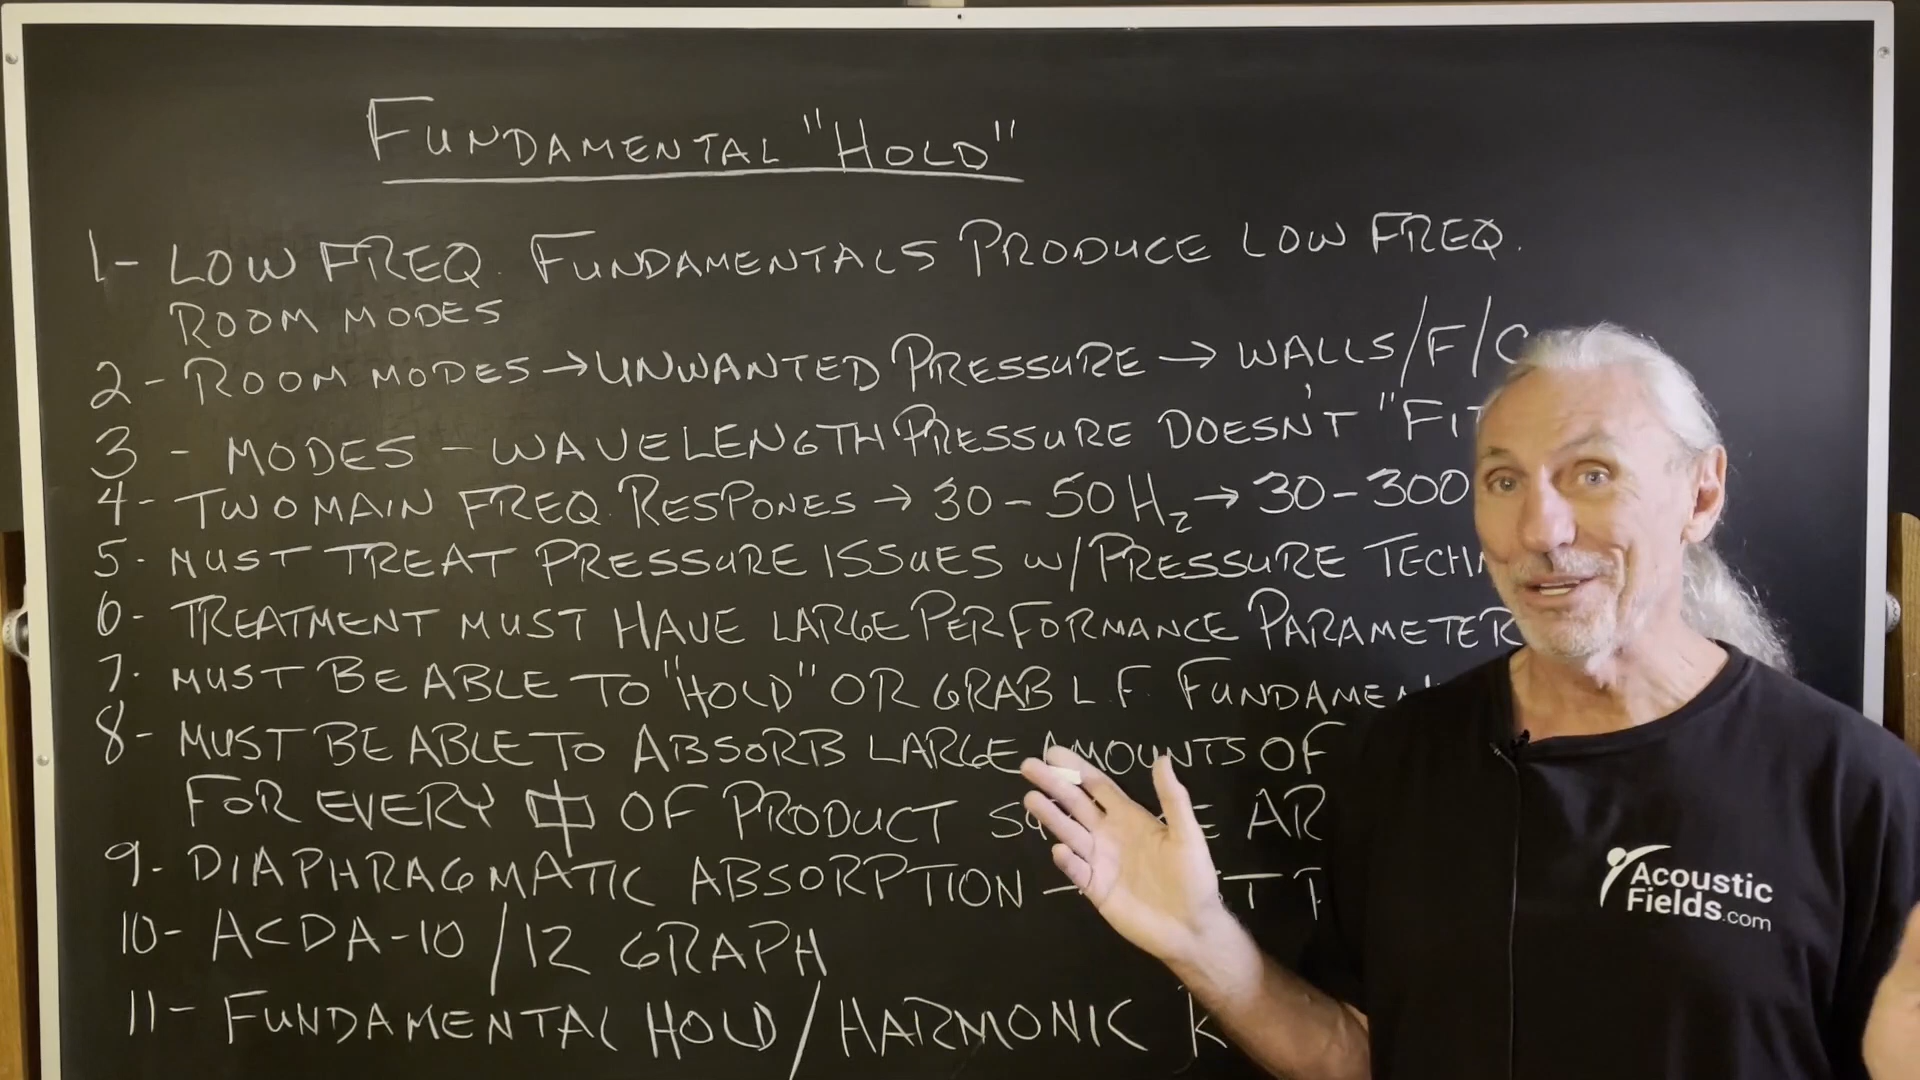 FUNDAMENTAL "HOLD"
1- LOW FREQ. FUNDAMENTALS PRODUCE LOW FREQ.
ROOM MODES
2- ROOM MODES → UNWANTED PRESSURE → WALLS/F/C
3 - MODES - WAVELENGTH PRESSURE DOESN'T "FIT
4- TWO MAIN FREQ. RESPONES → 30-50Hz → 30-300
5- MUST TREAT PRESSURE ISSUES W/PRESSURE TECH
6- TREATMENT MUST HAVE LARGE PERFORMANCE PARAMETER
7- MUST BE ABLE TO "HOLD" OR GRAB L.F. FUNDAMEN
8- MUST BE ABLE TO ABSORB LARGE AMOUNTS OF
FOR EVERY OF PRODUCT
9- DIAPHRAGMATIC ABSORPTION →
10- ACDA-10/12 GRAPH
11- FUNDAMENTAL HOLD/HARMONIC
Acoustic
Fields.com